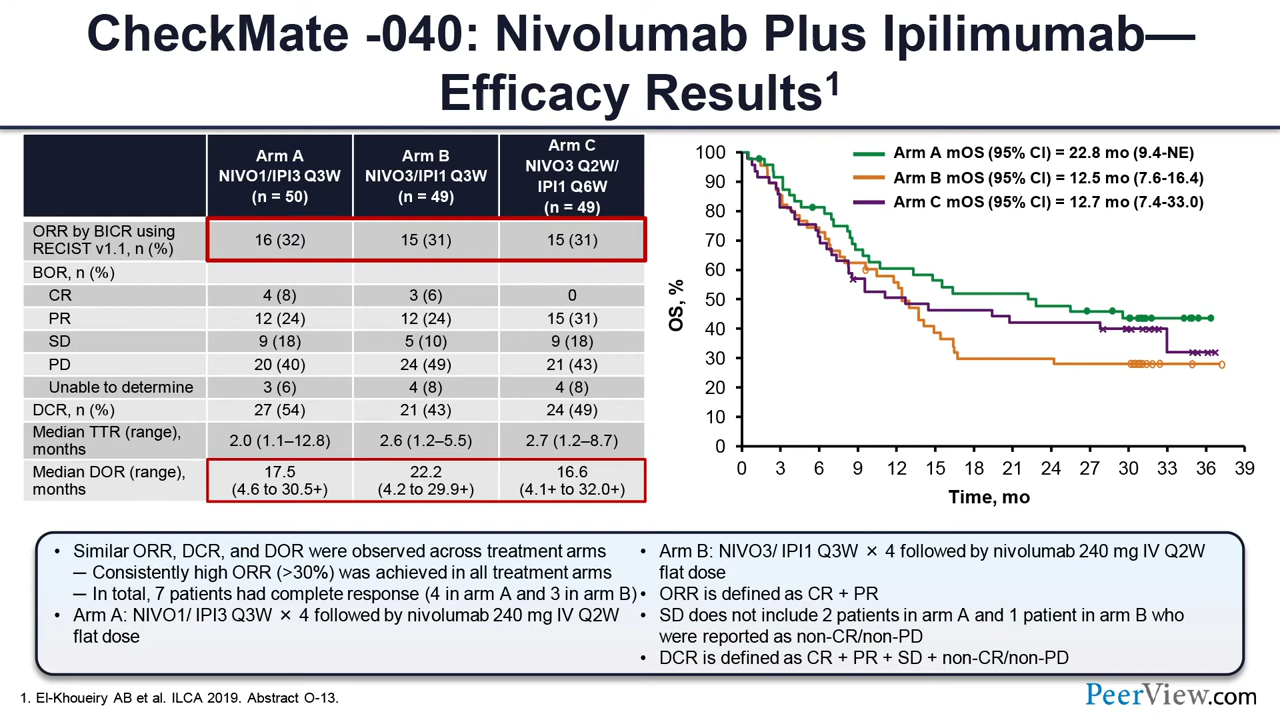 CheckMate -040: Nivolumab Plus Ipilimumab—
Efficacy Results1
Arm A
NIVO1/IPI3 Q3W
(n = 50)
Arm B
NIVO3/IPI1 Q3W
(n = 49)
Arm C
NIVO3 Q2W/
IPI1 Q6W
(n = 49)
ORR by BICR using
RECIST v1.1, n (%)
16 (32)
15 (31)
15 (31)
BOR, n (%)
CR
4 (8)
3 (6)
0
PR
12 (24)
12 (24)
15 (31)
SD
9 (18)
5 (10)
9 (18)
PD
20 (40)
24 (49)
21 (43)
Unable to determine
3 (6)
4 (8)
4 (8)
DCR, n (%)
27 (54)
21 (43)
24 (49)
Median TTR (range),
months
2.0 (1.1–12.8)
2.6 (1.2–5.5)
2.7 (1.2–8.7)
Median DOR (range),
months
17.5
(4.6 to 30.5+)
22.2
(4.2 to 29.9+)
16.6
(4.1+ to 32.0+)
Arm A mOS (95% CI) = 22.8 mo (9.4-NE)
Arm B mOS (95% CI) = 12.5 mo (7.6-16.4)
Arm C mOS (95% CI) = 12.7 mo (7.4-33.0)
OS, %
100
90
80
70
60
50
40
30
20
10
0
0 3 6 9 12 15 18 21 24 27 30 33 36 39
Time, mo
• Similar ORR, DCR, and DOR were observed across treatment arms
– Consistently high ORR (>30%) was achieved in all treatment arms
– In total, 7 patients had complete response (4 in arm A and 3 in arm B)
• Arm A: NIVO1/ IPI3 Q3W × 4 followed by nivolumab 240 mg IV Q2W
flat dose
• Arm B: NIVO3/ IPI1 Q3W × 4 followed by nivolumab 240 mg IV Q2W
flat dose
• ORR is defined as CR + PR
• SD does not include 2 patients in arm A and 1 patient in arm B who
were reported as non-CR/non-PD
• DCR is defined as CR + PR + SD + non-CR/non-PD
1. El-Khoueiry AB et al. ILCA 2019. Abstract O-13.
PeerView.com